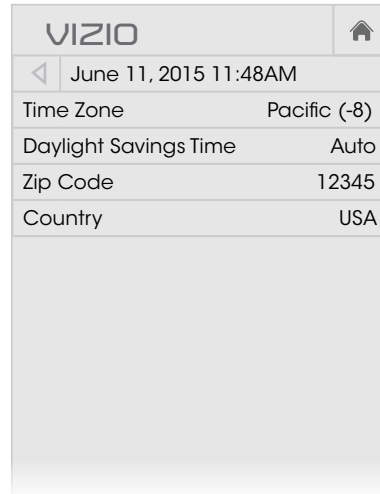 VIZIO
June 11, 2015 11:48AM
Time Zone Pacific (-8)
Daylight Savings Time Auto
Zip Code 12345
Country USA